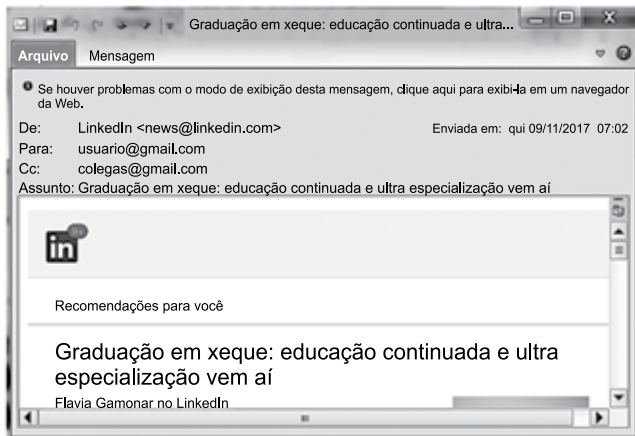 Graduação em xeque: educação continuada e ultra...
Arquivo Mensagem
Se houver problemas com o modo de exibição desta mensagem, clique aqui para exibi-la em um navegador
da Web.
De: LinkedIn <news@linkedin.com> Enviada em: qui 09/11/2017 07:02
Para: usuario@gmail.com
Cc: colegas@gmail.com
Assunto: Graduação em xeque: educação continuada e ultra especialização vem aí
in
Recomendações para você
Graduação em xeque: educação continuada e ultra
especialização vem aí
Flavia Gamonar no LinkedIn